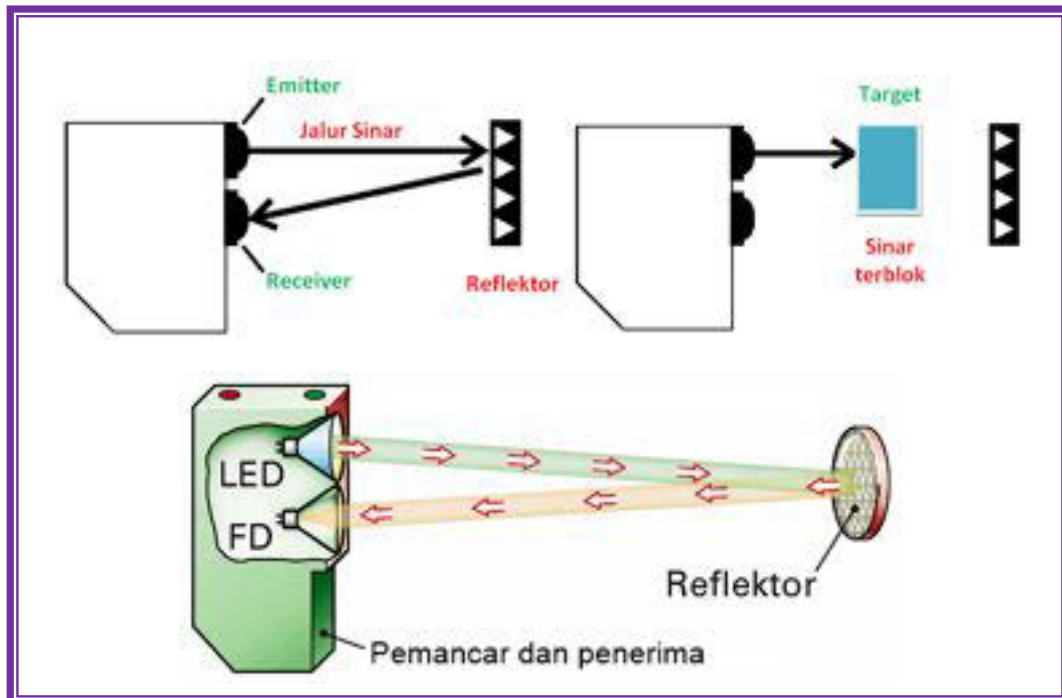 Emitter
Jalur Sinar
Receiver
Reflektor
Target
Sinar
terblok
LED
FD
Reflektor
Pemancar dan penerima